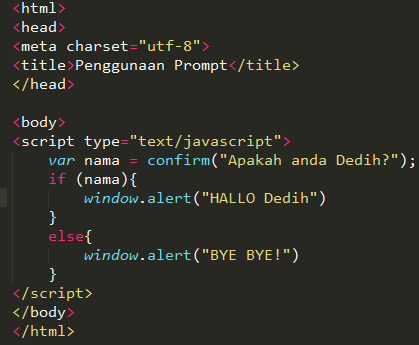 <html>
<head>
<meta charset="utf-8">
<title>Penggunaan Prompt</title>
</head>
<body>
<script type="text/javascript">
var nama = confirm("Apakah anda Dedih?");
if (nama){
window.alert("HALLO Dedih")
}
else{
window.alert("BYE BYE!")
}
</script>
</body>
</html>